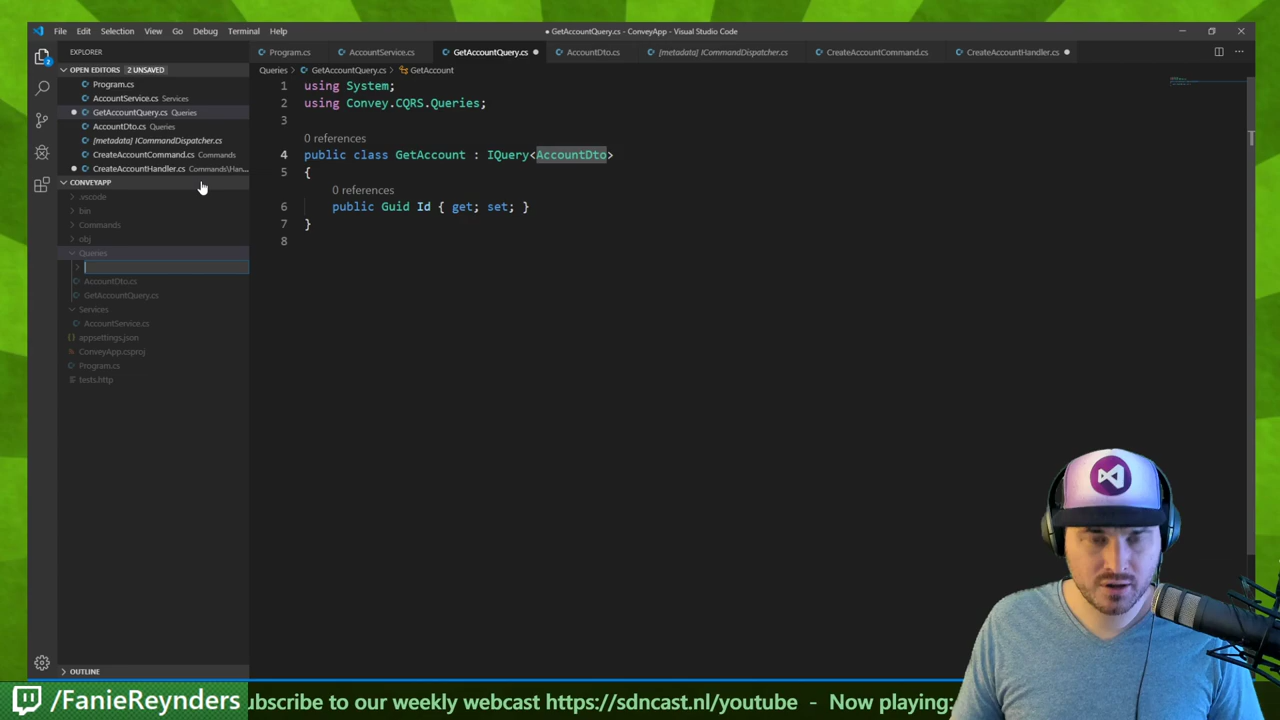 File Edit Selection View Go Debug Terminal Help
● GetAccountQuery.cs - ConveyApp - Visual Studio Code
EXPLORER
Program.cs
AccountService.cs
GetAccountQuery.cs ●
AccountDto.cs
[metadata] ICommandDispatcher.cs
CreateAccountCommand.cs
CreateAccountHandler.cs ●
OPEN EDITORS 2 UNSAVED
Program.cs
AccountService.cs Services
● GetAccountQuery.cs Queries
AccountDto.cs Queries
[metadata] ICommandDispatcher.cs
CreateAccountCommand.cs Commands
● CreateAccountHandler.cs Commands\Han...
CONVEYAPP
.vscode
bin
Commands
obj
Queries
AccountDto.cs
GetAccountQuery.cs
Services
AccountService.cs
appsettings.json
ConveyApp.csproj
Program.cs
tests.http
OUTLINE
Queries > GetAccountQuery.cs > GetAccount
1 using System;
2 using Convey.CQRS.Queries;
3
0 references
4 public class GetAccount : IQuery<AccountDto>
5 {
0 references
6 public Guid Id { get; set; }
7 }
8
/FanieReynders
ubscribe to our weekly webcast https://sdncast.nl/youtube - Now playing: